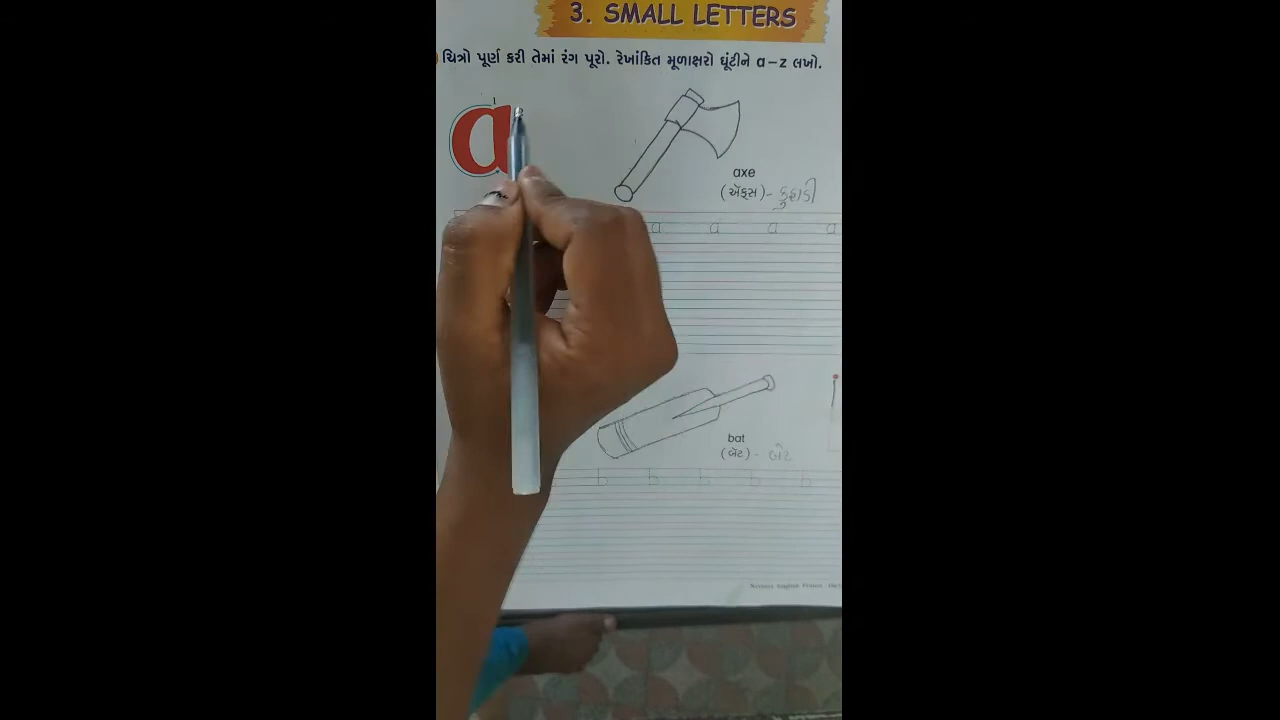 3. SMALL LETTERS
ચિત્રો પૂર્ણ કરી તેમાં રંગ પૂરો. રેખાંકિત મૂળાક્ષરો ઘૂંટીને a – z લખો.
a
axe
(ઍક્સ) - કુહાડી
a a a a
bat
(બૅટ) - બેટ
b b b b b